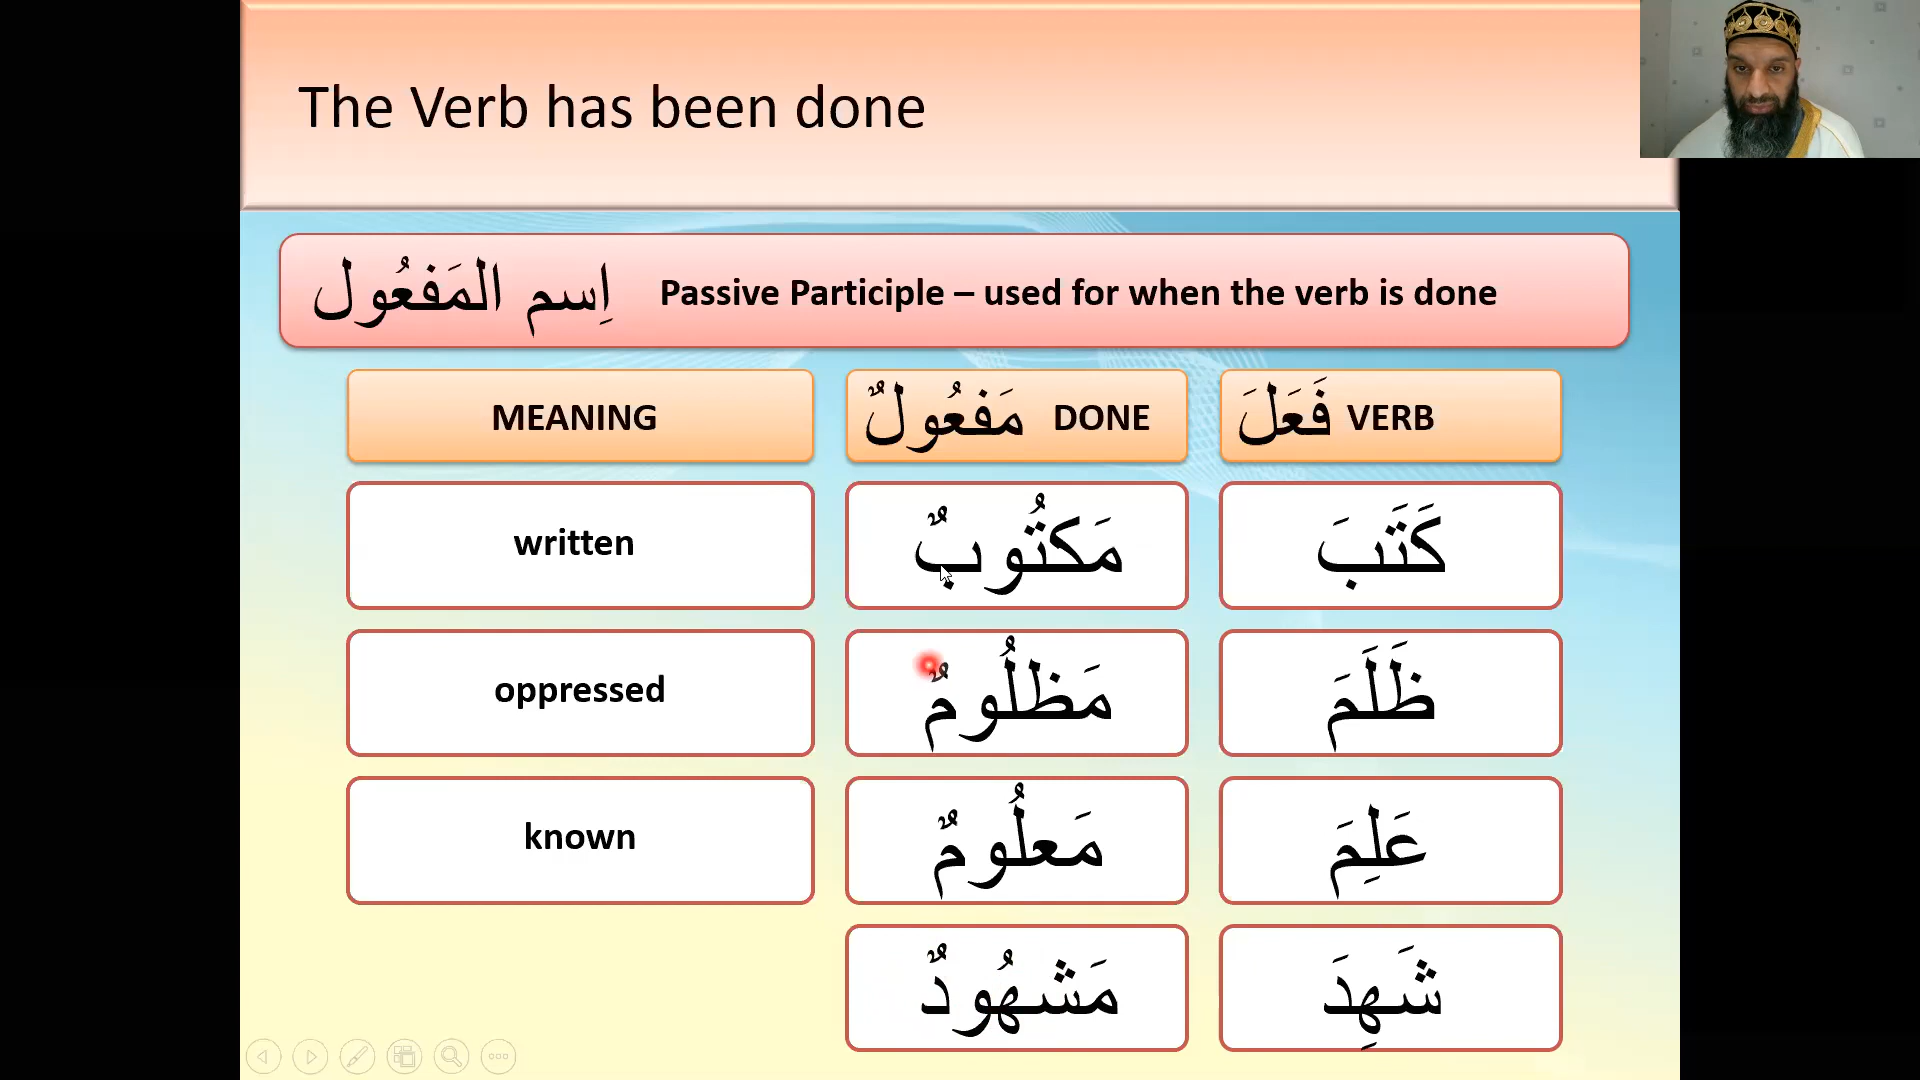 The Verb has been done
اِسم المَفعُول Passive Participle – used for when the verb is done
MEANING مَفعُولٌ DONE فَعَلَ VERB
written مَكتُوبٌ كَتَبَ
oppressed مَظلُومٌ ظَلَمَ
known مَعلُومٌ عَلِمَ
مَشهُودٌ شَهِدَ